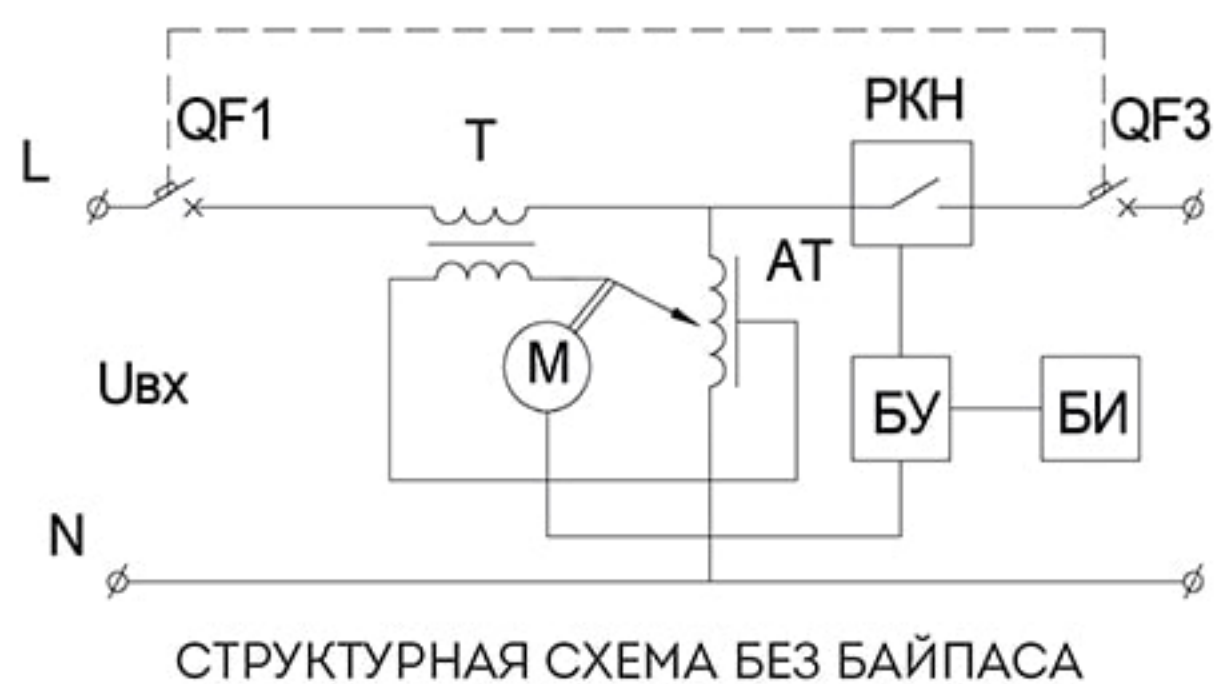 РКН
QF1
Т
QF3
L
АТ
Uвх
М
БУ
БИ
N
СТРУКТУРНАЯ СХЕМА БЕЗ БАЙПАСА